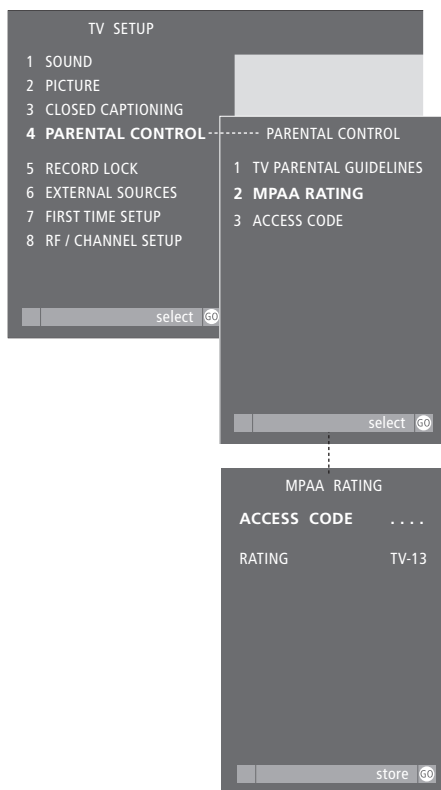 TV SETUP
1 SOUND
2 PICTURE
3 CLOSED CAPTIONING
4 PARENTAL CONTROL
5 RECORD LOCK
6 EXTERNAL SOURCES
7 FIRST TIME SETUP
8 RF / CHANNEL SETUP
select GO
PARENTAL CONTROL
1 TV PARENTAL GUIDELINES
2 MPAA RATING
3 ACCESS CODE
select GO
MPAA RATING
ACCESS CODE ....
RATING TV-13
store GO